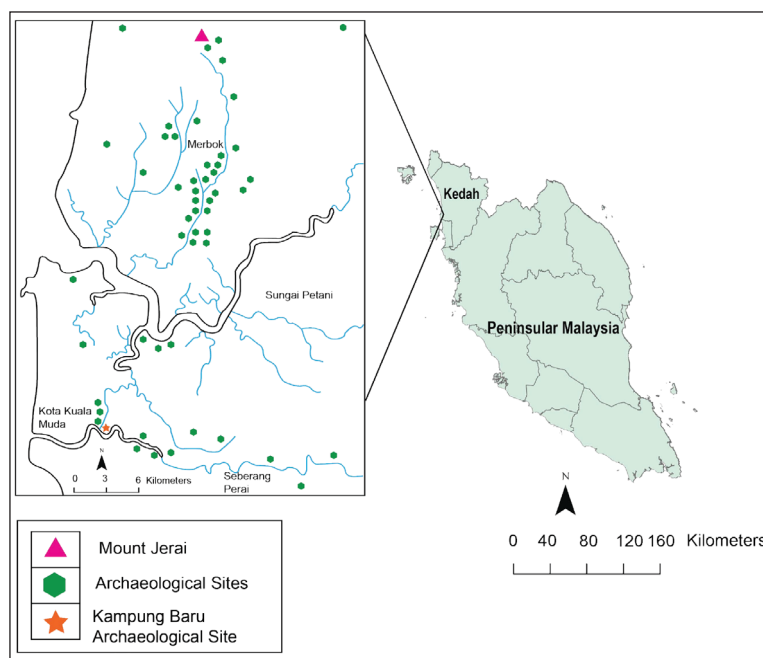 Merbok
Sungai Petani
Kota Kuala
Muda
N
0 3 6 Kilometers
Seberang
Perai
Kedah
Peninsular Malaysia
N
0 40 80 120 160 Kilometers
Mount Jerai
Archaeological Sites
Kampung Baru
Archaeological Site